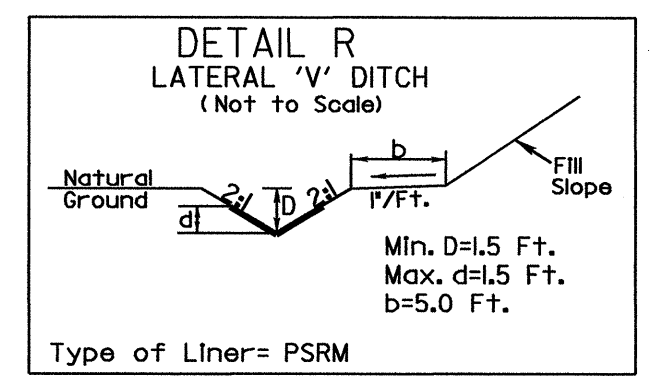 DETAIL R
LATERAL 'V' DITCH
(Not to Scale)
b
Natural
Ground
2:1
D
2:1
1"/Ft.
Fill
Slope
d
Min. D=1.5 Ft.
Max. d=1.5 Ft.
b=5.0 Ft.
Type of Liner= PSRM